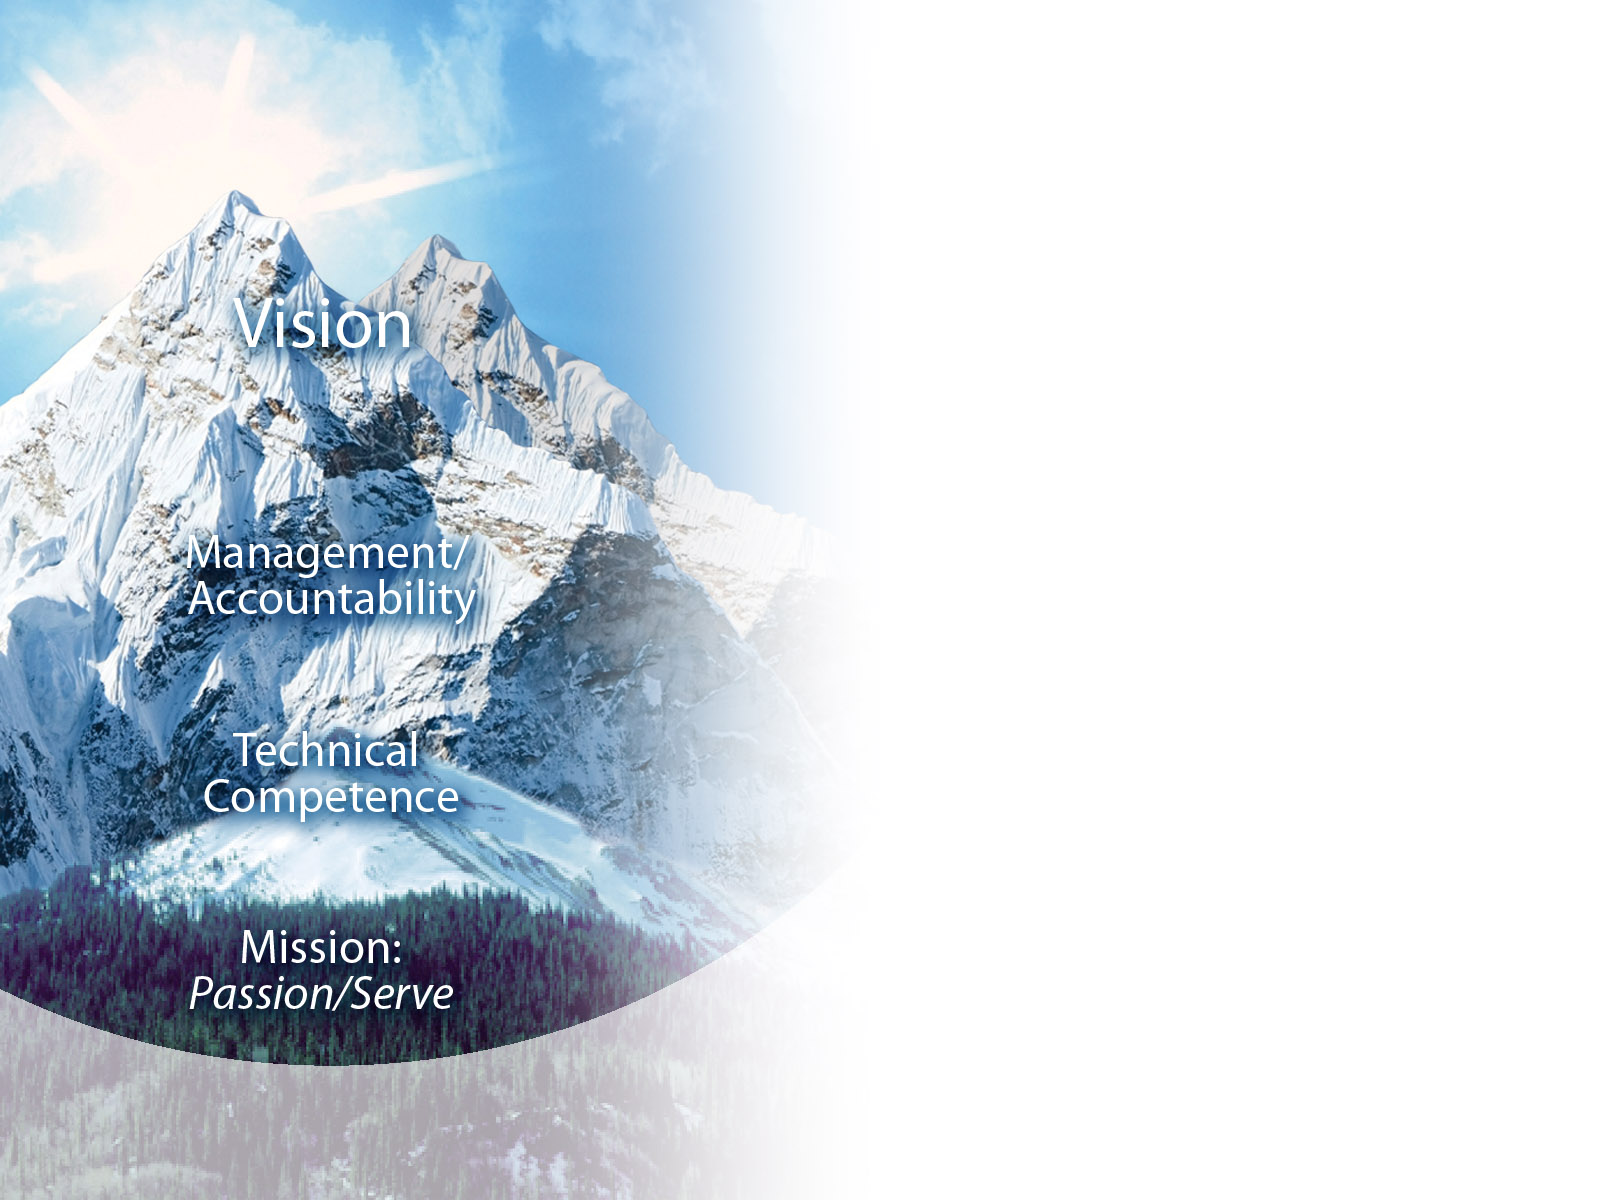 Vision
Management/
Accountability
Technical
Competence
Mission:
Passion/Serve